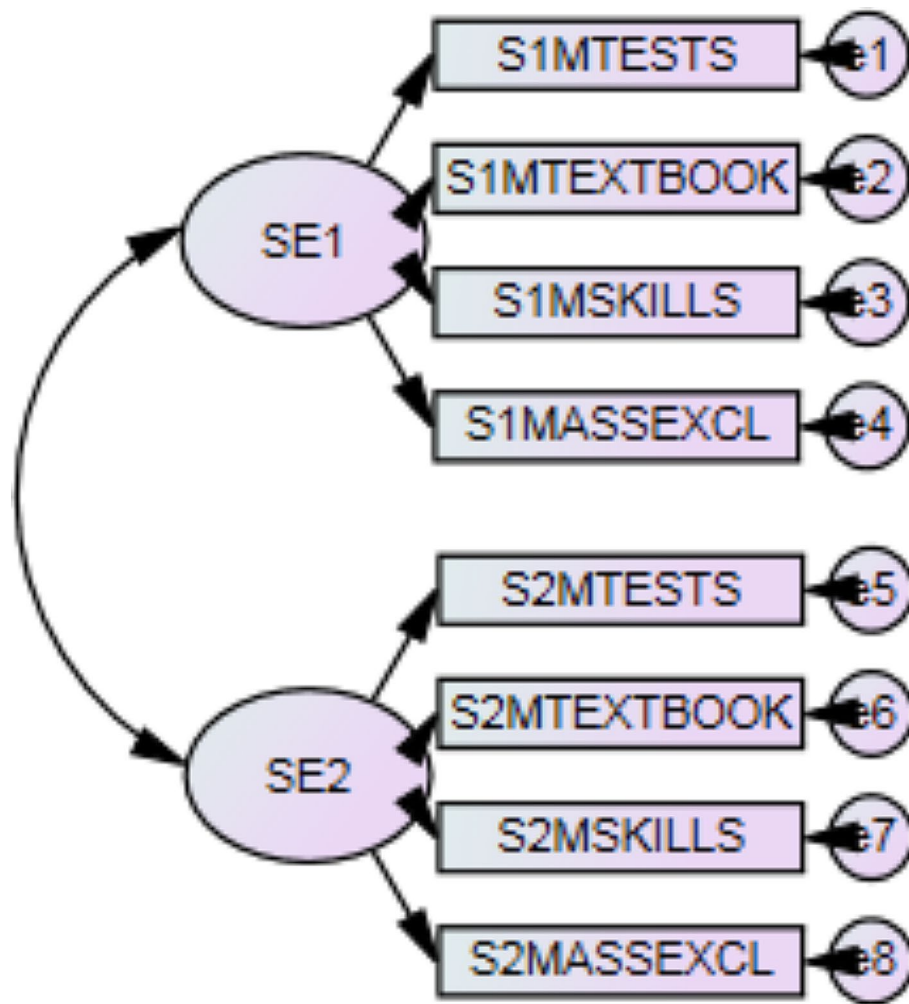 S1MTESTS e1
S1MTEXTBOOK e2
SE1
S1MSKILLS e3
S1MASSEXCL e4
S2MTESTS e5
S2MTEXTBOOK e6
SE2
S2MSKILLS e7
S2MASSEXCL e8